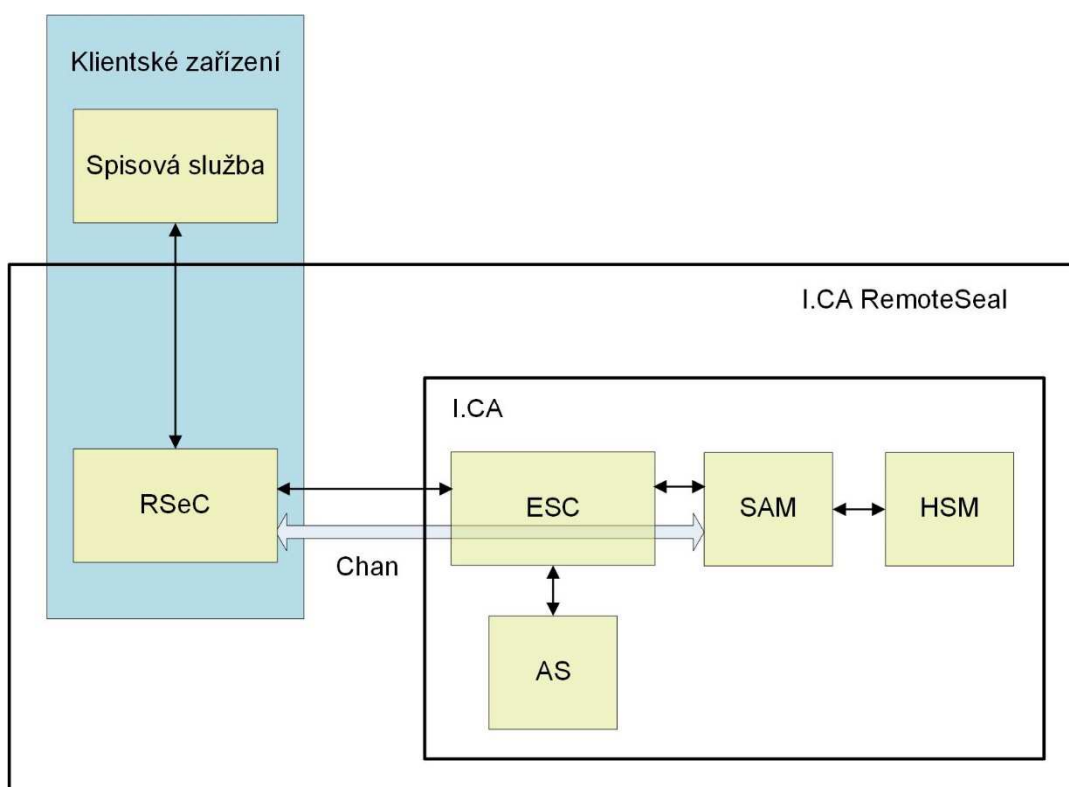 Klientské zařízení
Spisová služba
I.CA RemoteSeal
I.CA
RSeC
ESC
SAM
HSM
Chan
AS